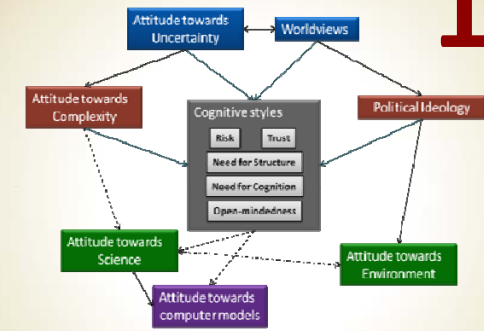 Attitude towards
Uncertainty
Worldviews
Attitude towards
Complexity
Political Ideology
Cognitive styles
Risk
Trust
Need for Structure
Need for Cognition
Open-mindedness
Attitude towards
Science
Attitude towards
Environment
Attitude towards
computer models